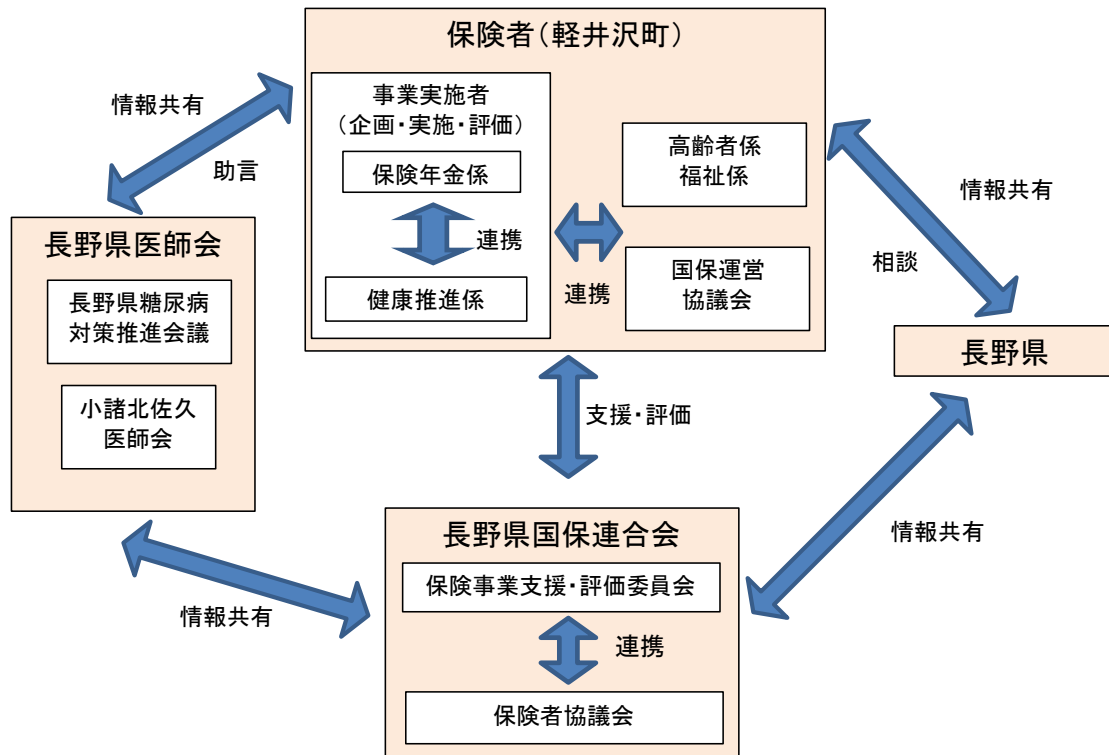 保険者(軽井沢町)
事業実施者
(企画・実施・評価)
保険年金係
連携
健康推進係
連携
高齢者係
福祉係
国保運営
協議会
情報共有
助言
情報共有
相談
長野県医師会
長野県糖尿病
対策推進会議
小諸北佐久
医師会
長野県
支援・評価
情報共有
情報共有
長野県国保連合会
保険事業支援・評価委員会
連携
保険者協議会